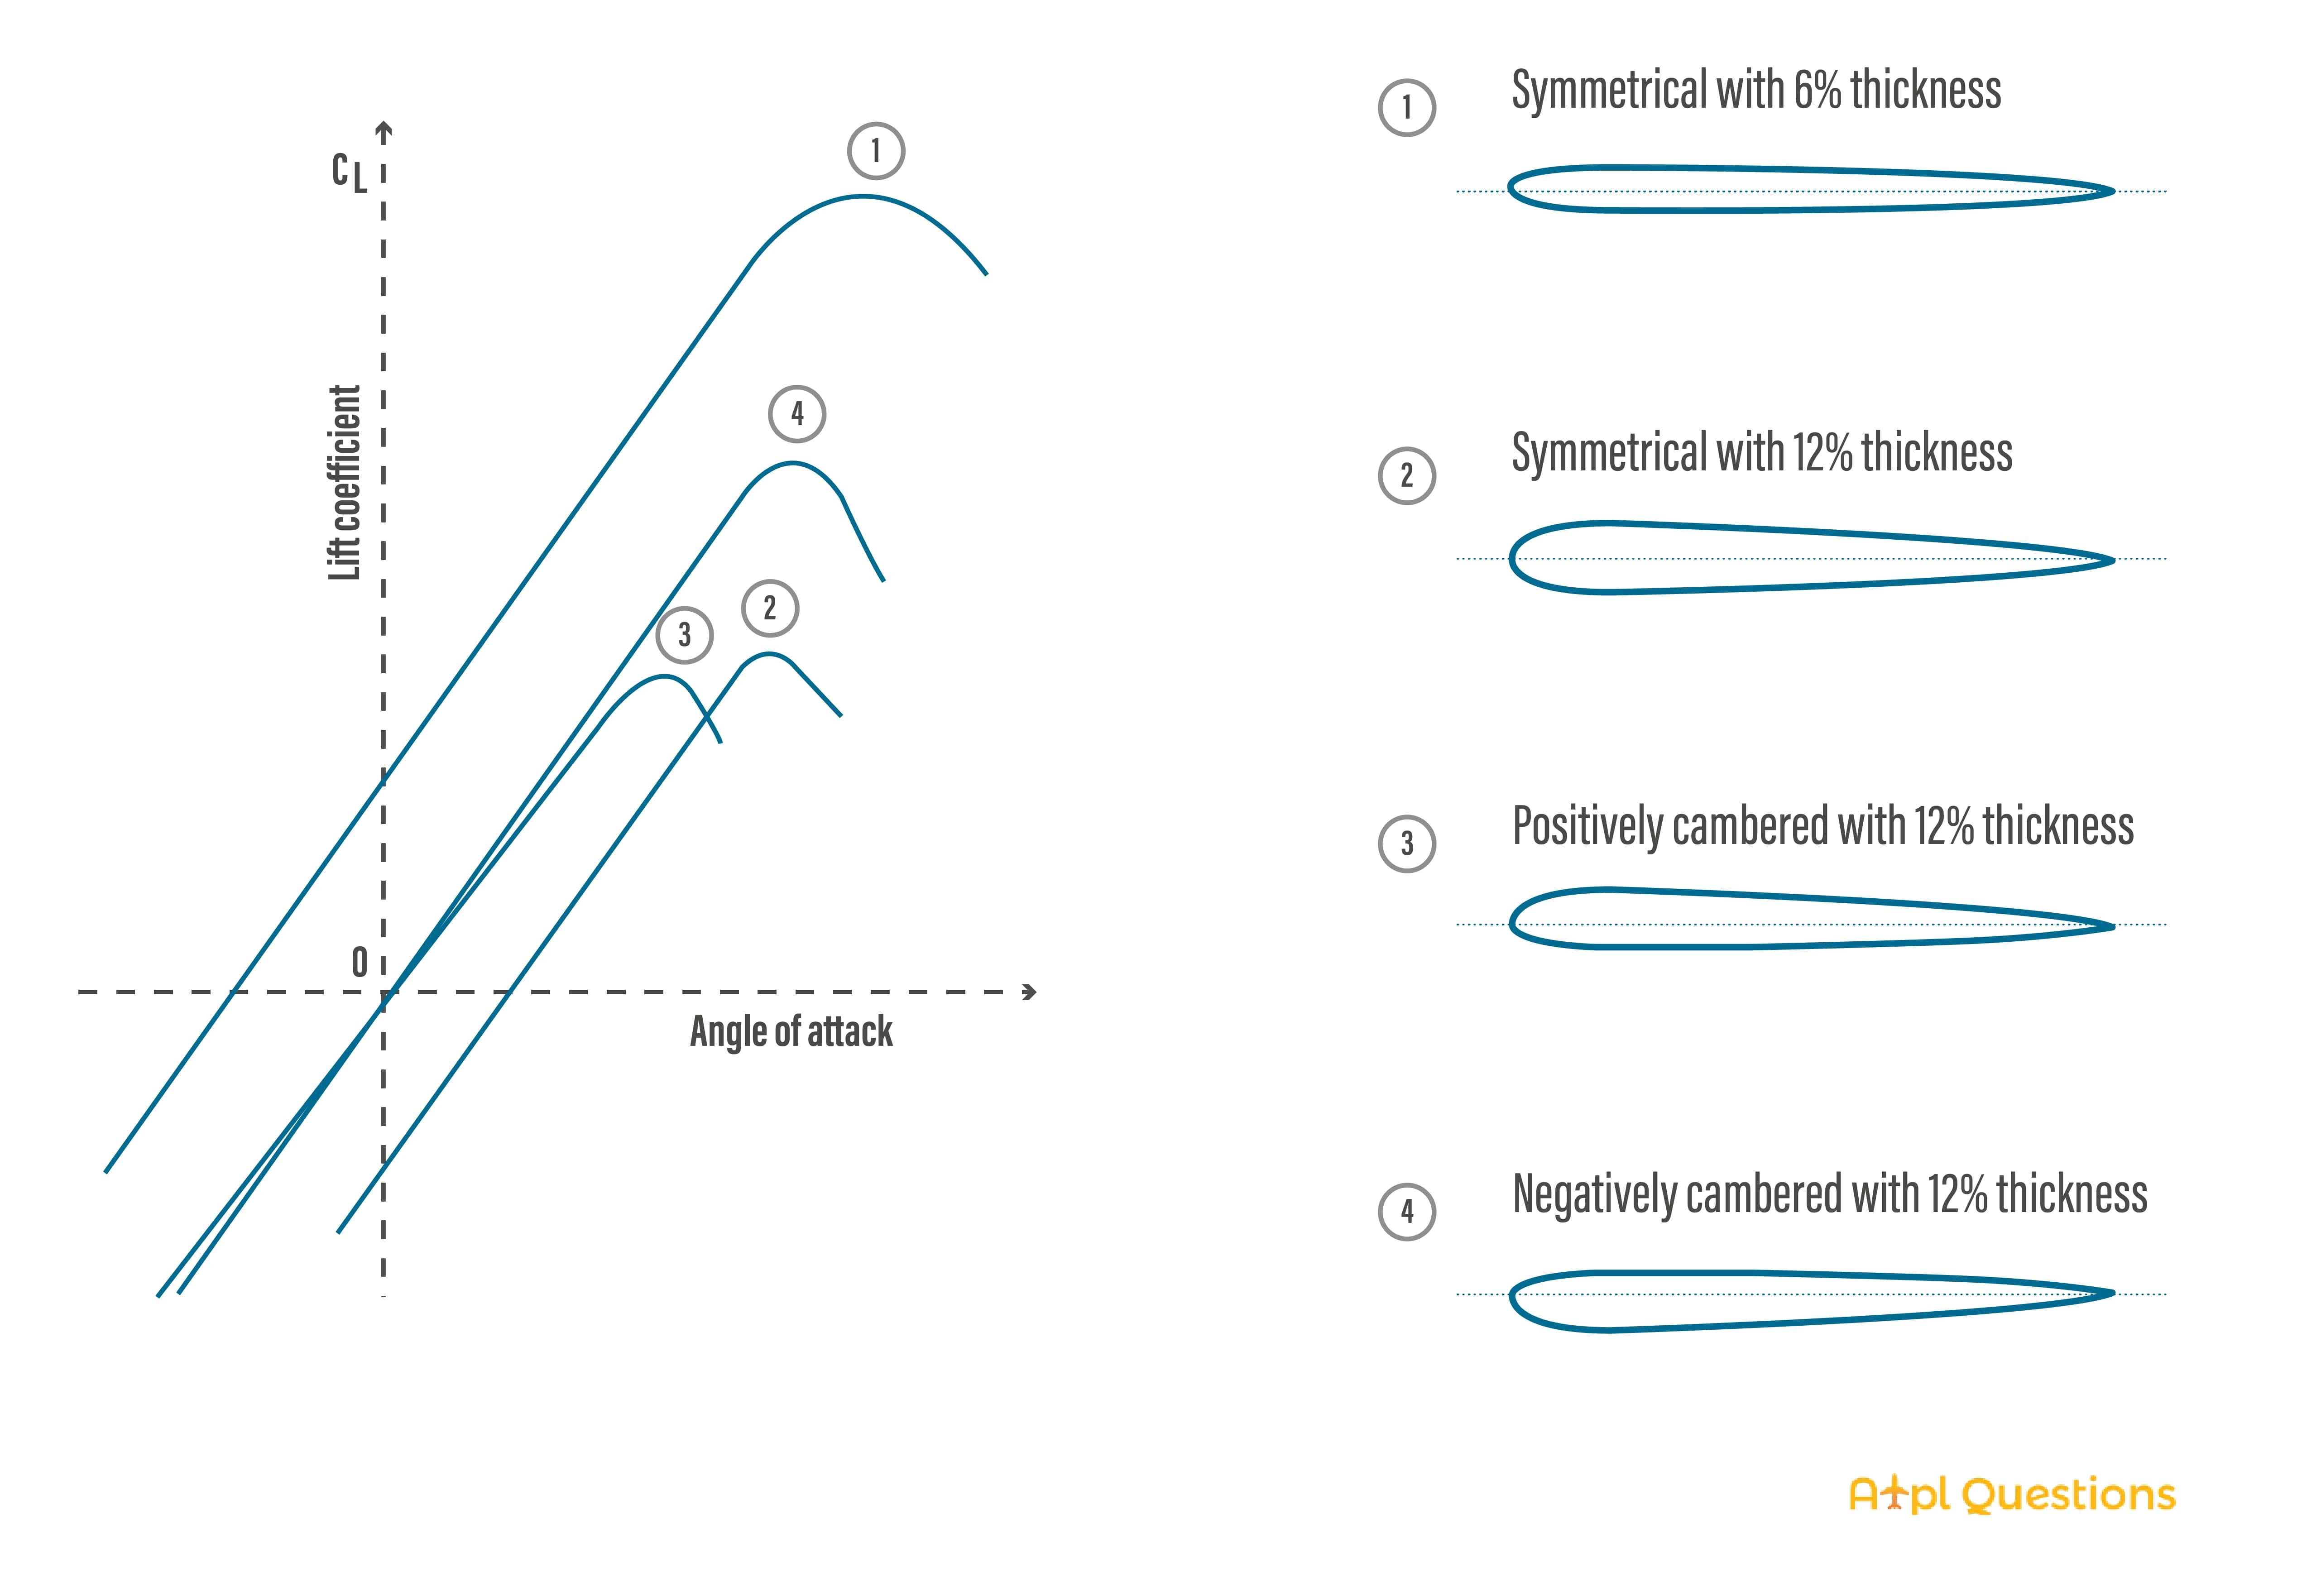 CL
Lift coefficient
0
Angle of attack
1
4
2
3
1
Symmetrical with 6% thickness
2
Symmetrical with 12% thickness
3
Positively cambered with 12% thickness
4
Negatively cambered with 12% thickness
Atpl Questions